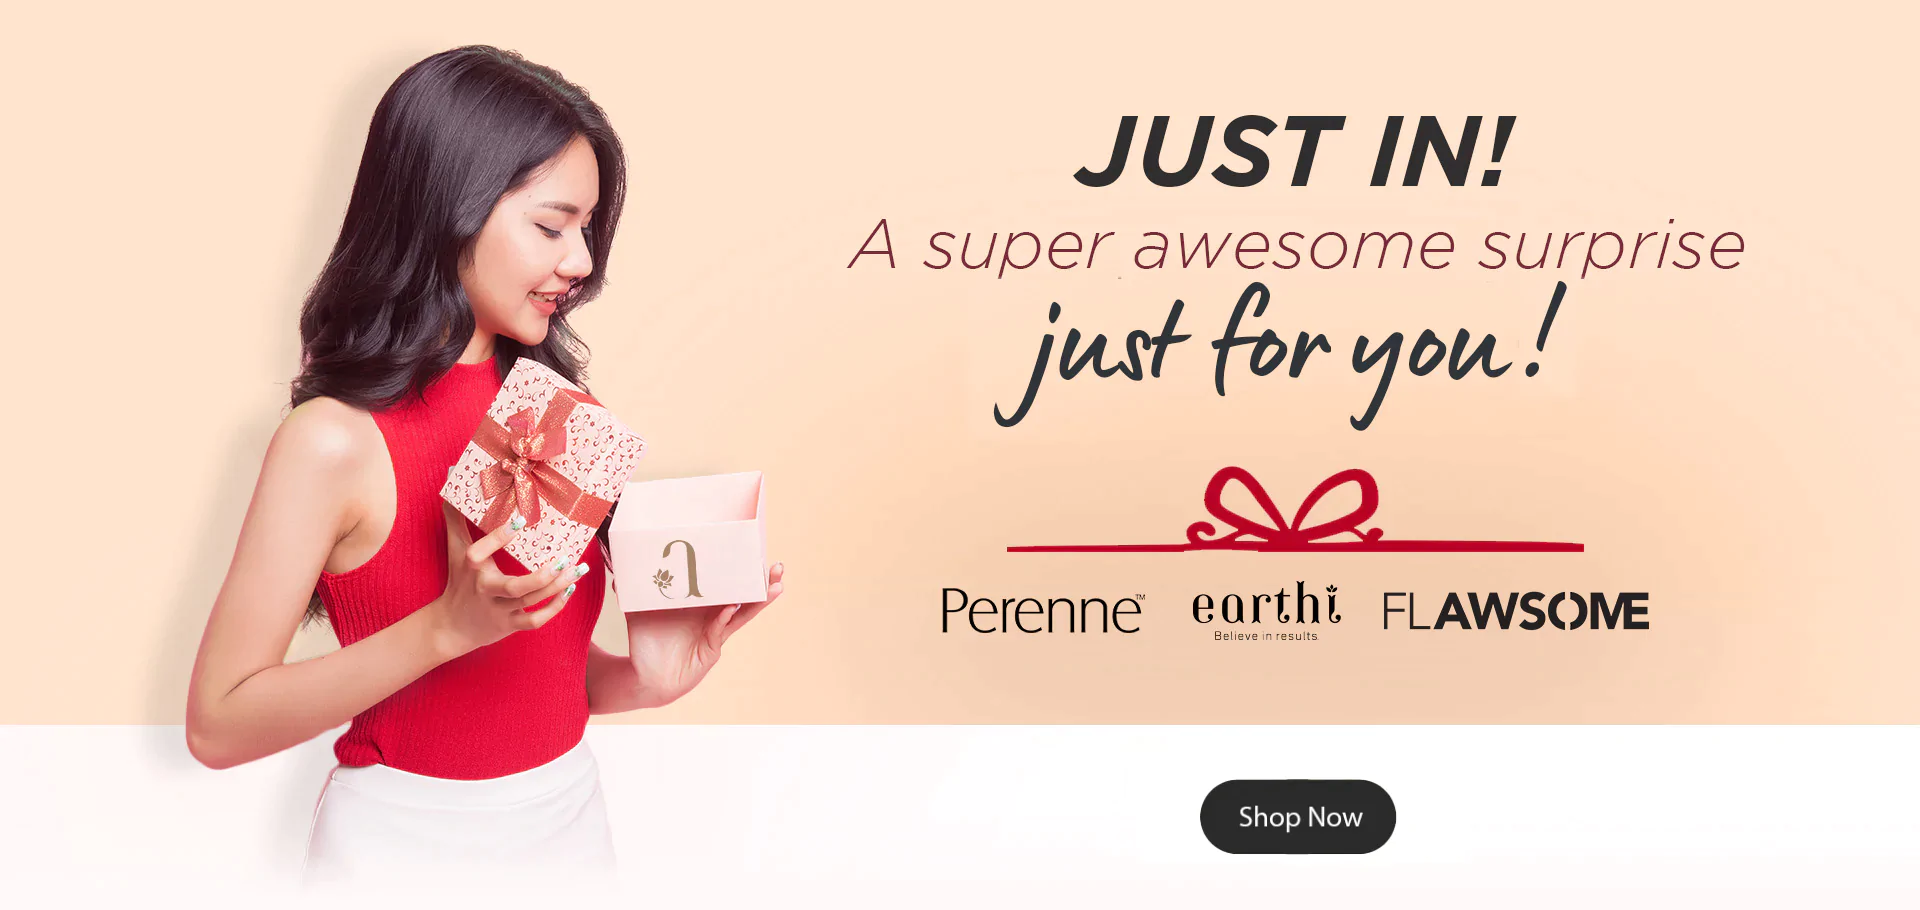 JUST IN!
A super awesome surprise
just for you!
a
Perenne™ earthi FLAWSOME
Believe in results.
Shop Now